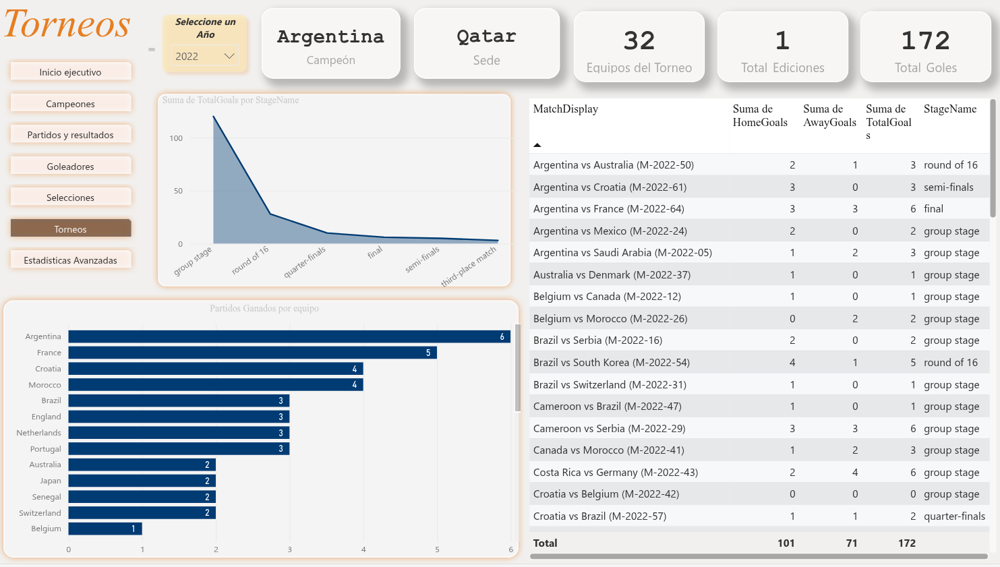 Torneos
Inicio ejecutivo
Campeones
Partidos y resultados
Goleadores
Selecciones
Torneos
Estadísticas Avanzadas
-
Seleccione un
Año
2022
Argentina
Campeón
Qatar
Sede
32
Equipos del Torneo
1
Total Ediciones
172
Total Goles
Suma de TotalGoals por StageName
100
50
0
group stage
round of 16
quarter-finals
final
semi-finals
third-place match
Partidos Ganados por equipo
Argentina 6
France 5
Croatia 4
Morocco 4
Brazil 3
England 3
Netherlands 3
Portugal 3
Australia 2
Japan 2
Senegal 2
Switzerland 2
Belgium 1
0 1 2 3 4 5 6
MatchDisplay Suma de Suma de Suma de StageName
HomeGoals AwayGoals TotalGoal
s
Argentina vs Australia (M-2022-50) 2 1 3 round of 16
Argentina vs Croatia (M-2022-61) 3 0 3 semi-finals
Argentina vs France (M-2022-64) 3 3 6 final
Argentina vs Mexico (M-2022-24) 2 0 2 group stage
Argentina vs Saudi Arabia (M-2022-05) 1 2 3 group stage
Australia vs Denmark (M-2022-37) 1 0 1 group stage
Belgium vs Canada (M-2022-12) 1 0 1 group stage
Belgium vs Morocco (M-2022-26) 0 2 2 group stage
Brazil vs Serbia (M-2022-16) 2 0 2 group stage
Brazil vs South Korea (M-2022-54) 4 1 5 round of 16
Brazil vs Switzerland (M-2022-31) 1 0 1 group stage
Cameroon vs Brazil (M-2022-47) 1 0 1 group stage
Cameroon vs Serbia (M-2022-29) 3 3 6 group stage
Canada vs Morocco (M-2022-41) 1 2 3 group stage
Costa Rica vs Germany (M-2022-43) 2 4 6 group stage
Croatia vs Belgium (M-2022-42) 0 0 0 group stage
Croatia vs Brazil (M-2022-57) 1 1 2 quarter-finals
Total 101 71 172